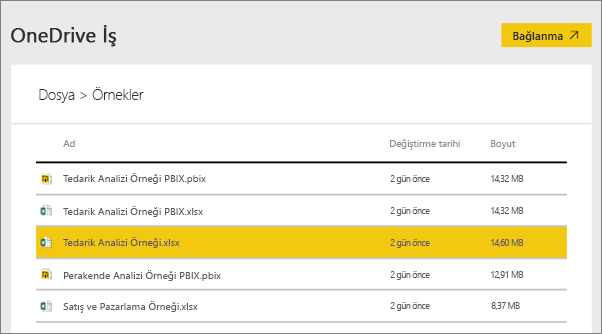 OneDrive İş
Bağlanma
Dosya > Örnekler
Ad Değiştirme tarihi Boyut
Tedarik Analizi Örneği PBIX.pbix 2 gün önce 14,32 MB
Tedarik Analizi Örneği PBIX.xlsx 2 gün önce 14,32 MB
Tedarik Analizi Örneği.xlsx 2 gün önce 14,60 MB
Perakende Analizi Örneği PBIX.pbix 2 gün önce 12,91 MB
Satış ve Pazarlama Örneği.xlsx 2 gün önce 8,37 MB